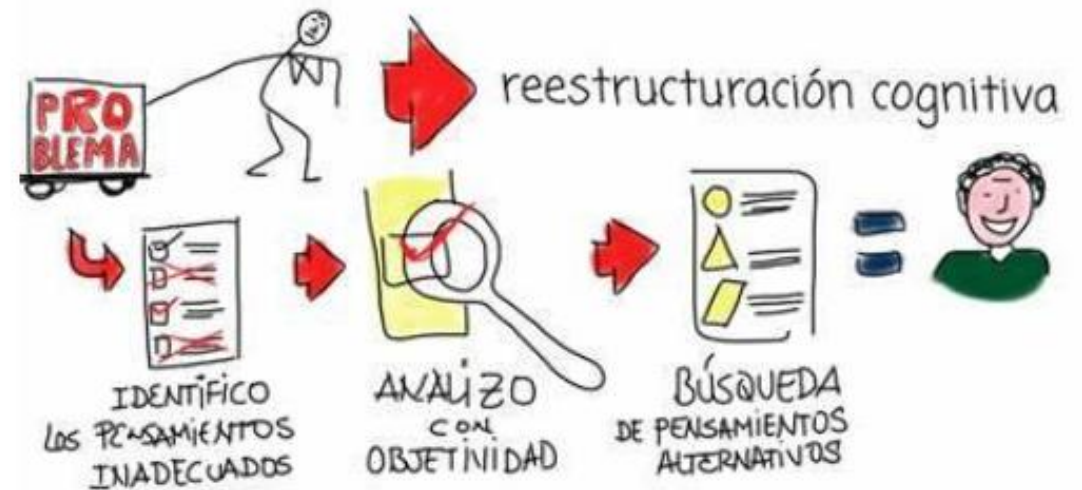 PRO
BLEMA
reestructuración cognitiva
IDENTIFICO
LOS PENSAMIENTOS
INADECUADOS
ANALIZO
CON
OBJETIVIDAD
BÚSQUEDA
DE PENSAMIENTOS
ALTERNATIVOS